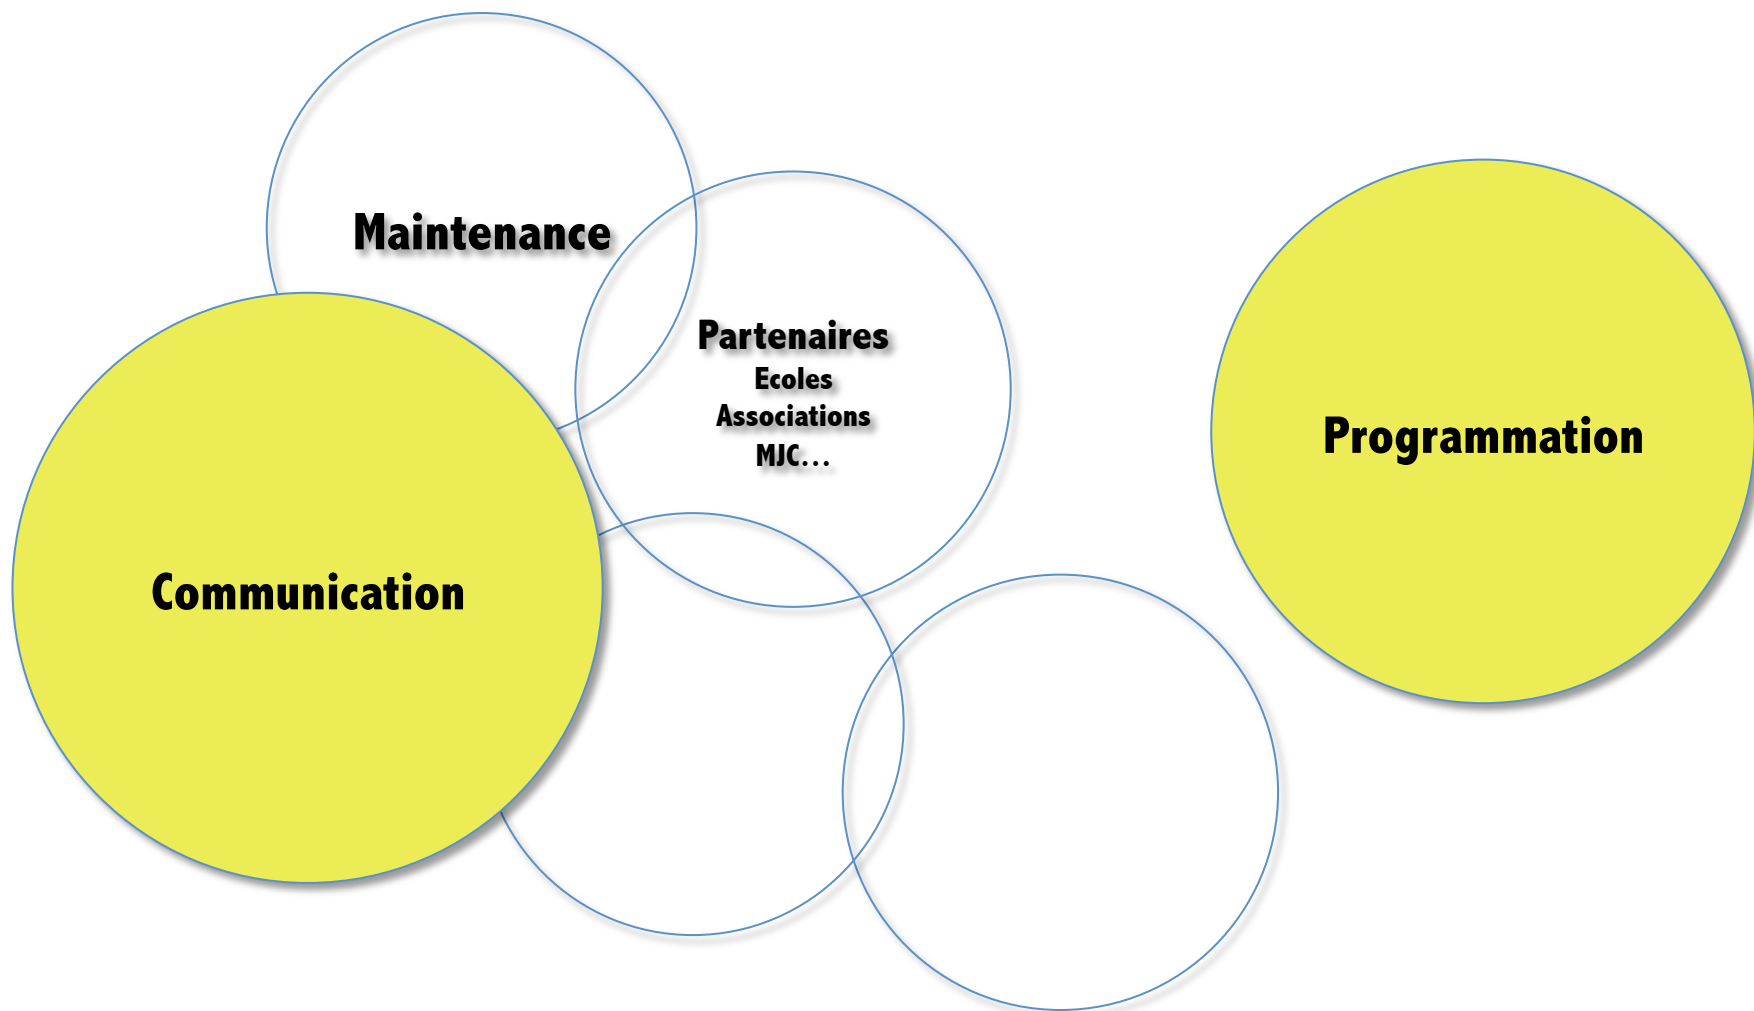 Maintenance
Partenaires
Ecoles
Associations
MJC…
Programmation
Communication